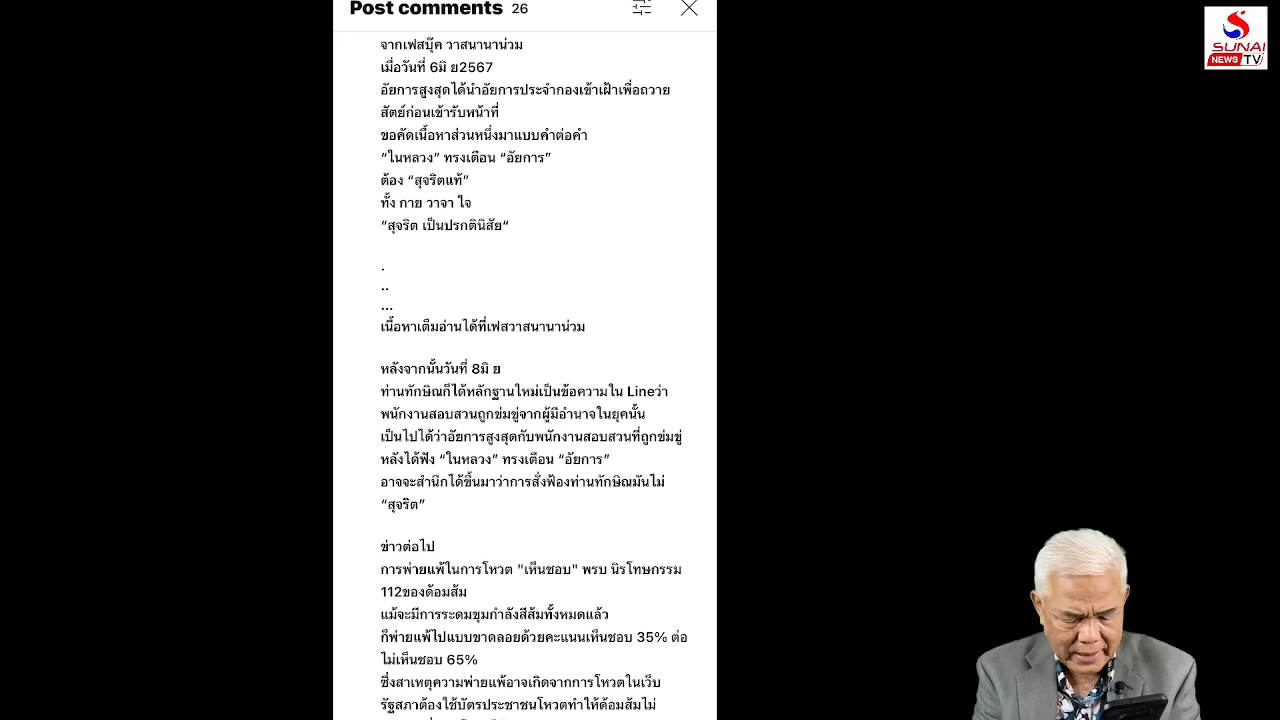 Post comments 26
SUNAI
NEWS TV
จากเฟสบุ๊ค วาสนานาน่วม
เมื่อวันที่ 6มิ ย2567
อัยการสูงสุดได้นำอัยการประจำกองเข้าเฝ้าเพื่อถวาย
สัตย์ก่อนเข้ารับหน้าที่
ขอคัดเนื้อหาส่วนหนึ่งมาแบบคำต่อคำ
“ในหลวง” ทรงเตือน “อัยการ”
ต้อง “สุจริตแท้”
ทั้ง กาย วาจา ใจ
“สุจริต เป็นปรกตินิสัย“
.
..
...
เนื้อหาเต็มอ่านได้ที่เฟสวาสนานาน่วม
หลังจากนั้นวันที่ 8มิ ย
ท่านทักษิณก็ได้หลักฐานใหม่เป็นข้อความใน Lineว่า
พนักงานสอบสวนถูกข่มขู่จากผู้มีอำนาจในยุคนั้น
เป็นไปได้ว่าอัยการสูงสุดกับพนักงานสอบสวนที่ถูกข่มขู่
หลังได้ฟัง “ในหลวง” ทรงเตือน “อัยการ”
อาจจะสำนึกได้ขึ้นมาว่าการสั่งฟ้องท่านทักษิณมันไม่
“สุจริต”
ข่าวต่อไป
การพ่ายแพ้ในการโหวต "เห็นชอบ" พรบ นิรโทษกรรม
112ของด้อมส้ม
แม้จะมีการระดมขุมกำลังสีส้มทั้งหมดแล้ว
ก็พ่ายแพ้ไปแบบขาดลอยด้วยคะแนนเห็นชอบ 35% ต่อ
ไม่เห็นชอบ 65%
ซึ่งสาเหตุความพ่ายแพ้อาจเกิดจากการโหวตในเว็บ
รัฐสภาต้องใช้บัตรประชาชนโหวตทำให้ด้อมส้มไม่